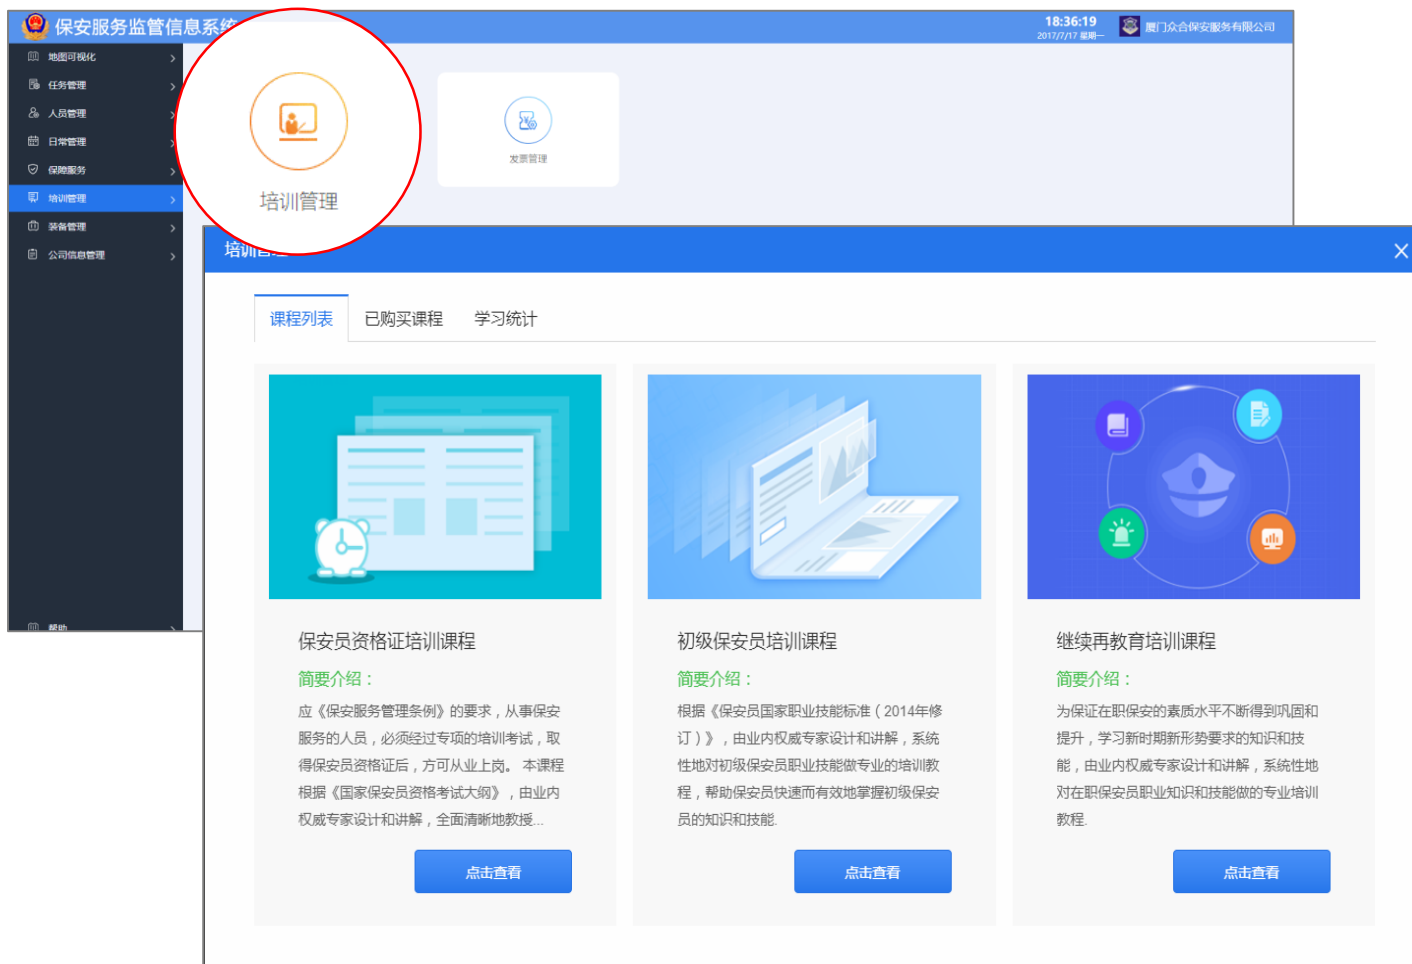 保安服务监管信息系统
18:36:19
2017/7/17 星期一
厦门众合保安服务有限公司
地图可视化
任务管理
人员管理
日常管理
保障服务
培训管理
装备管理
公司信息管理
帮助
培训管理
发票管理
培训管理
课程列表
已购买课程
学习统计
保安员资格证培训课程
简要介绍：
应《保安服务管理条例》的要求，从事保安
服务的人员，必须经过专项的培训考试，取
得保安员资格证后，方可从业上岗。 本课程
根据《国家保安员资格考试大纲》，由业内
权威专家设计和讲解，全面清晰地教授...
点击查看
初级保安员培训课程
简要介绍：
根据《保安员国家职业技能标准（2014年修
订）》，由业内权威专家设计和讲解，系统
性地对初级保安员职业技能做专业的培训教
程，帮助保安员快速而有效地掌握初级保安
员的知识和技能.
点击查看
继续再教育培训课程
简要介绍：
为保证在职保安的素质水平不断得到巩固和
提升，学习新时期新形势要求的知识和技
能，由业内权威专家设计和讲解，系统性地
对在职保安员职业知识和技能做的专业培训
教程.
点击查看